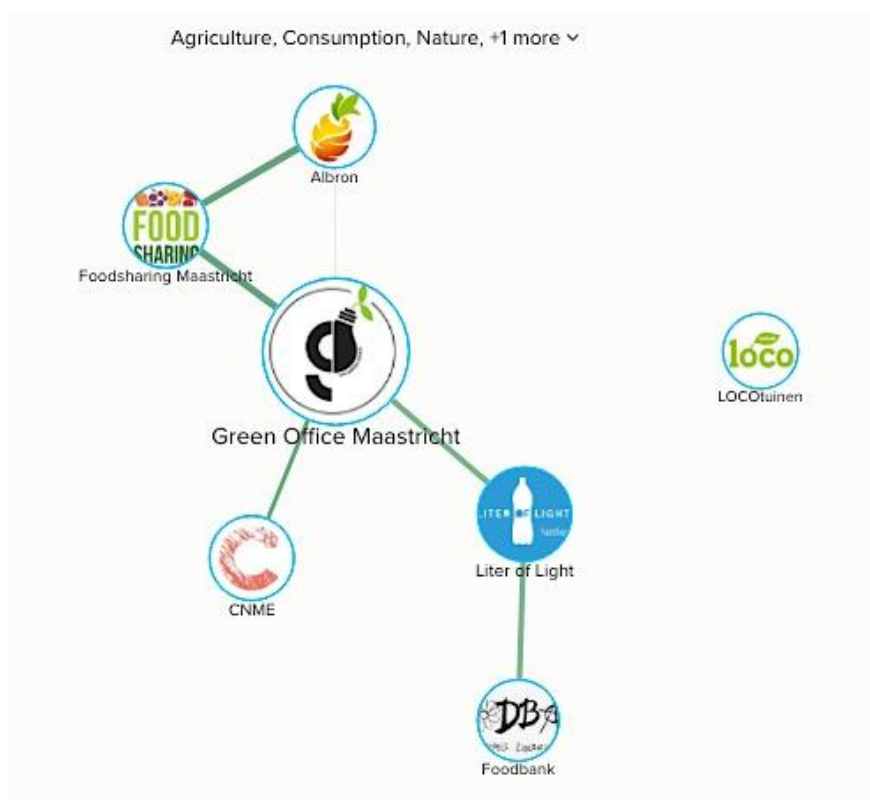 Agriculture, Consumption, Nature, +1 more
Albron
FOOD
SHARING
Foodsharing Maastricht
g
loco
LOCOtuinen
Green Office Maastricht
LITER OF LIGHT
Liter of Light
C
CNME
DBA
Foodbank